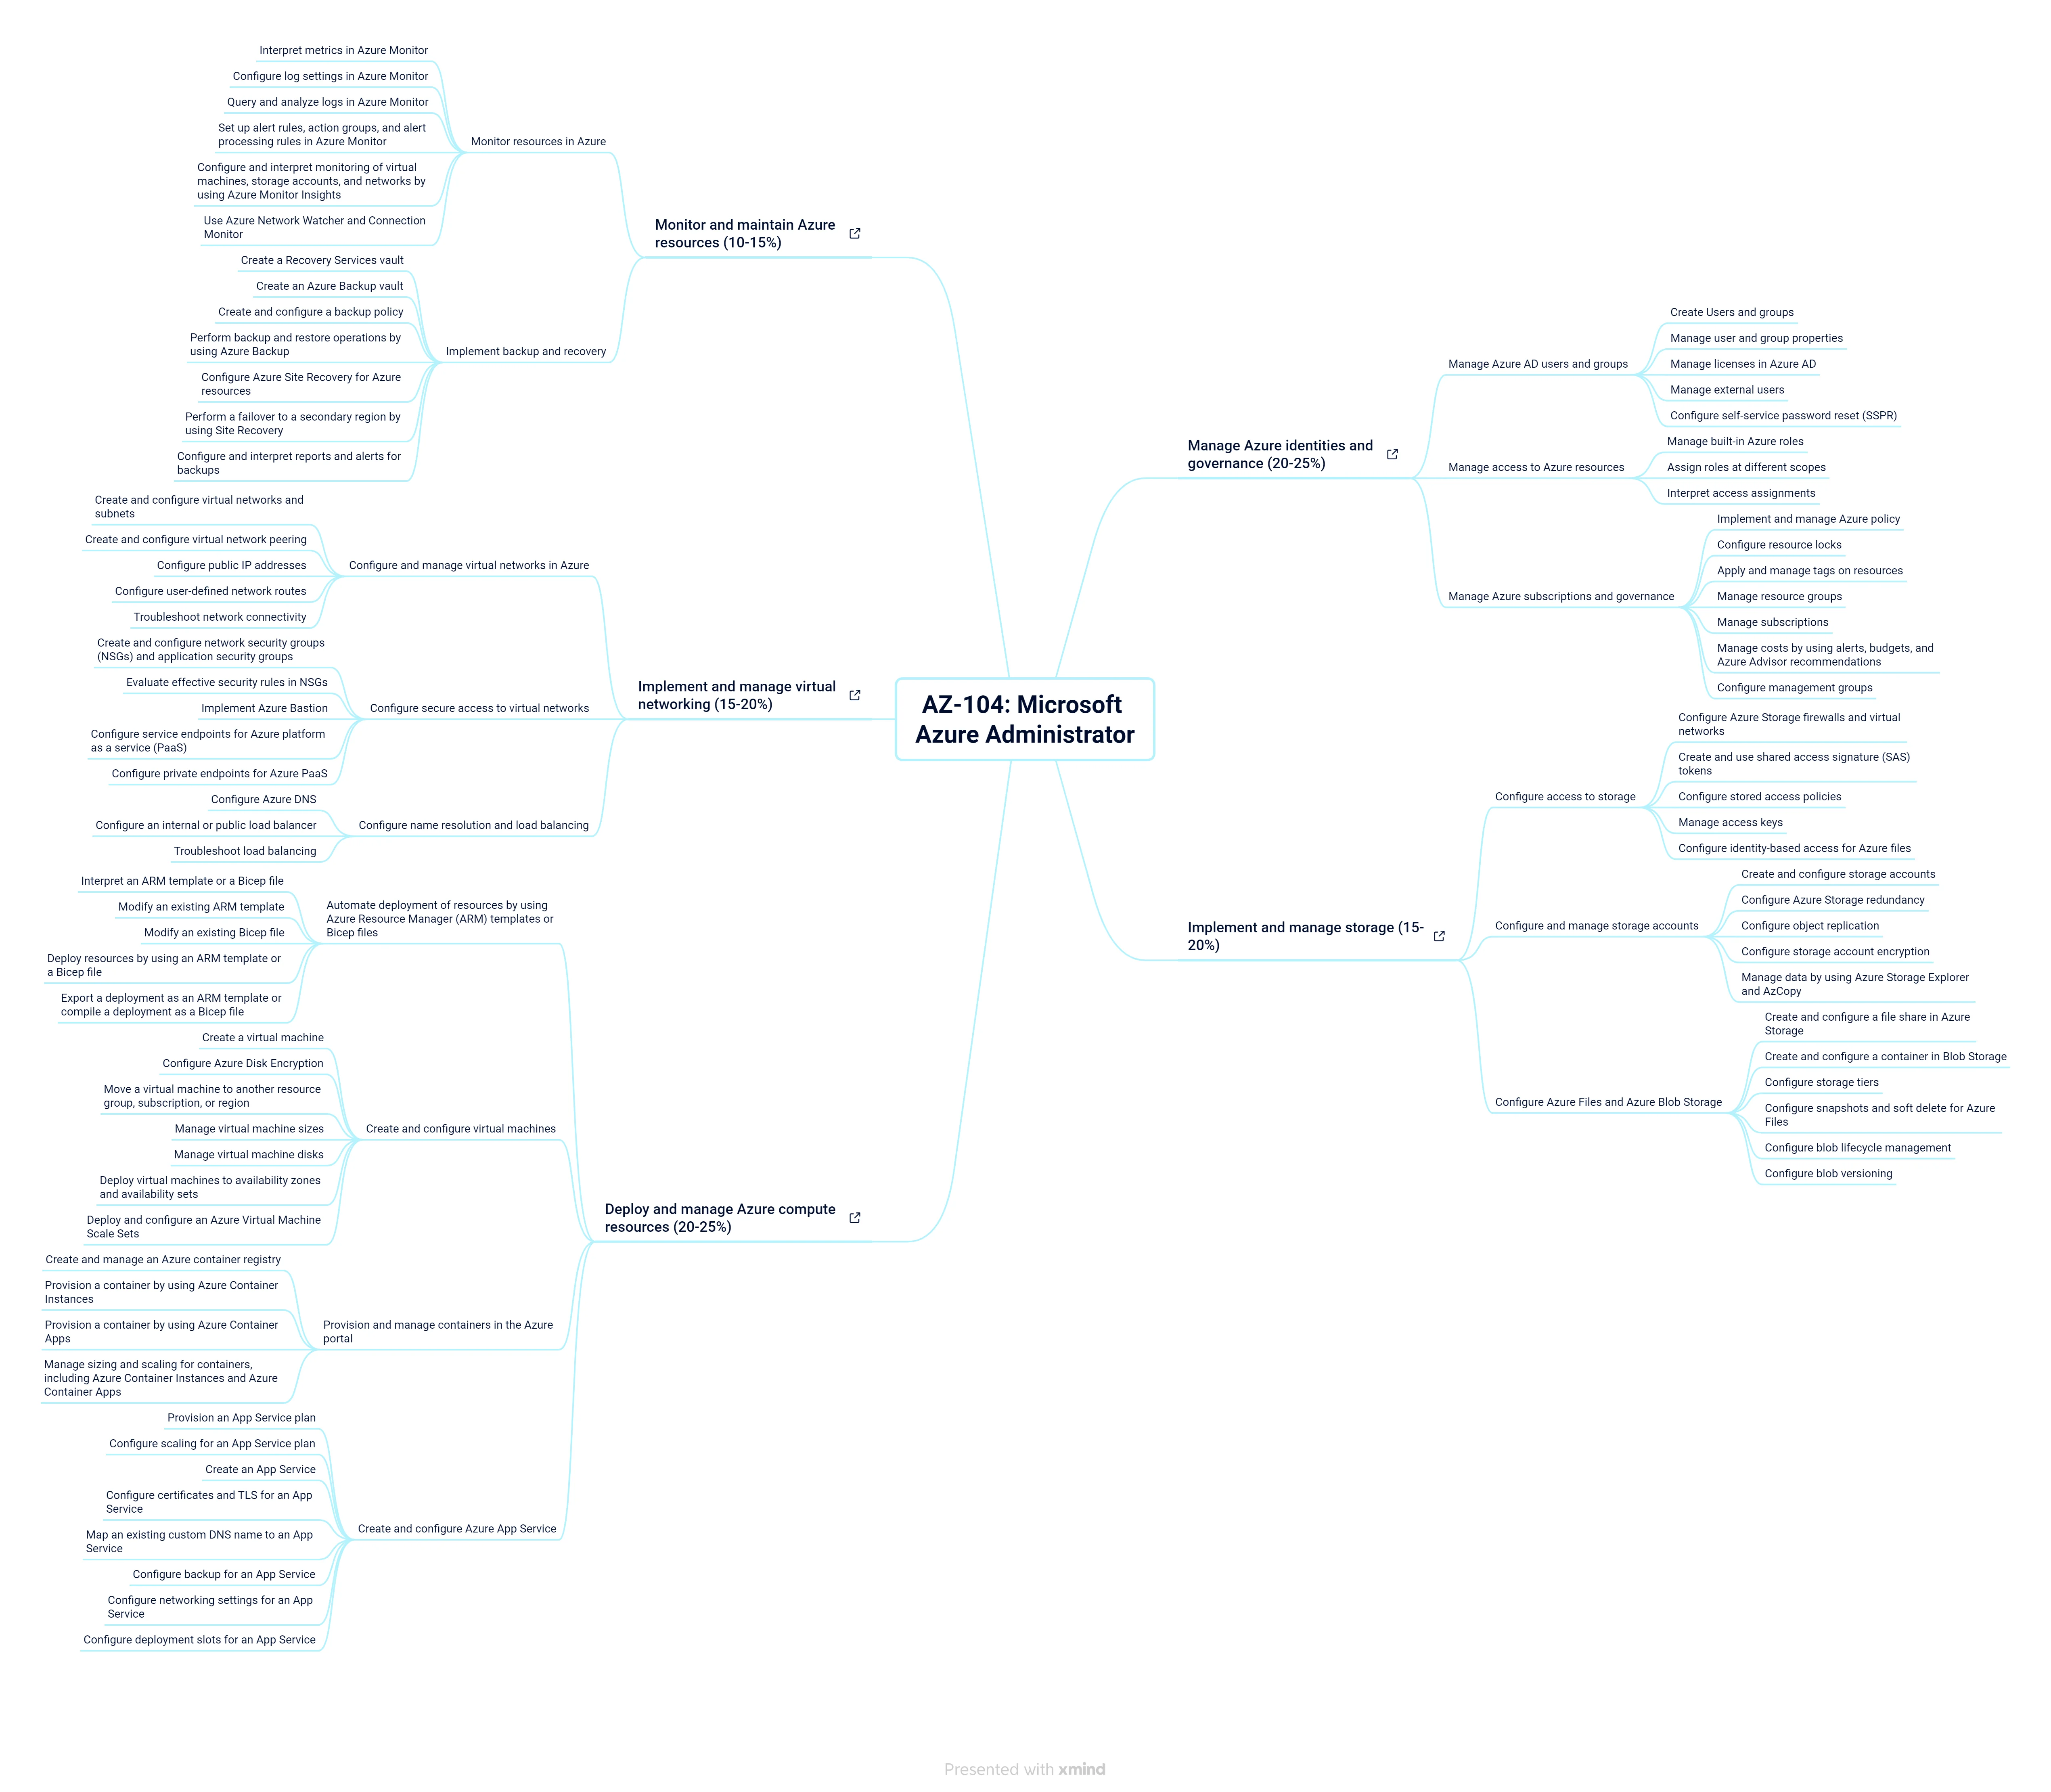 Interpret metrics in Azure Monitor
Configure log settings in Azure Monitor
Query and analyze logs in Azure Monitor
Set up alert rules, action groups, and alert
processing rules in Azure Monitor
Configure and interpret monitoring of virtual
machines, storage accounts, and networks by
using Azure Monitor Insights
Use Azure Network Watcher and Connection
Monitor
Monitor resources in Azure
Create a Recovery Services vault
Create an Azure Backup vault
Create and configure a backup policy
Perform backup and restore operations by
using Azure Backup
Configure Azure Site Recovery for Azure
resources
Perform a failover to a secondary region by
using Site Recovery
Configure and interpret reports and alerts for
backups
Implement backup and recovery
Monitor and maintain Azure
resources (10-15%)
Create and configure virtual networks and
subnets
Create and configure virtual network peering
Configure public IP addresses
Configure user-defined network routes
Troubleshoot network connectivity
Configure and manage virtual networks in Azure
Create and configure network security groups
(NSGs) and application security groups
Evaluate effective security rules in NSGs
Implement Azure Bastion
Configure service endpoints for Azure platform
as a service (PaaS)
Configure private endpoints for Azure PaaS
Configure secure access to virtual networks
Configure Azure DNS
Configure an internal or public load balancer
Troubleshoot load balancing
Configure name resolution and load balancing
Implement and manage virtual
networking (15-20%)
Interpret an ARM template or a Bicep file
Modify an existing ARM template
Modify an existing Bicep file
Deploy resources by using an ARM template or
a Bicep file
Export a deployment as an ARM template or
compile a deployment as a Bicep file
Automate deployment of resources by using
Azure Resource Manager (ARM) templates or
Bicep files
Create a virtual machine
Configure Azure Disk Encryption
Move a virtual machine to another resource
group, subscription, or region
Manage virtual machine sizes
Manage virtual machine disks
Deploy virtual machines to availability zones
and availability sets
Deploy and configure an Azure Virtual Machine
Scale Sets
Create and configure virtual machines
Create and manage an Azure container registry
Provision a container by using Azure Container
Instances
Provision a container by using Azure Container
Apps
Manage sizing and scaling for containers,
including Azure Container Instances and Azure
Container Apps
Provision and manage containers in the Azure
portal
Provision an App Service plan
Configure scaling for an App Service plan
Create an App Service
Configure certificates and TLS for an App
Service
Map an existing custom DNS name to an App
Service
Configure backup for an App Service
Configure networking settings for an App
Service
Configure deployment slots for an App Service
Create and configure Azure App Service
Deploy and manage Azure compute
resources (20-25%)
AZ-104: Microsoft
Azure Administrator
Manage Azure identities and
governance (20-25%)
Manage Azure AD users and groups
Create Users and groups
Manage user and group properties
Manage licenses in Azure AD
Manage external users
Configure self-service password reset (SSPR)
Manage access to Azure resources
Manage built-in Azure roles
Assign roles at different scopes
Interpret access assignments
Manage Azure subscriptions and governance
Implement and manage Azure policy
Configure resource locks
Apply and manage tags on resources
Manage resource groups
Manage subscriptions
Manage costs by using alerts, budgets, and
Azure Advisor recommendations
Configure management groups
Implement and manage storage (15-
20%)
Configure access to storage
Configure Azure Storage firewalls and virtual
networks
Create and use shared access signature (SAS)
tokens
Configure stored access policies
Manage access keys
Configure identity-based access for Azure files
Configure and manage storage accounts
Create and configure storage accounts
Configure Azure Storage redundancy
Configure object replication
Configure storage account encryption
Manage data by using Azure Storage Explorer
and AzCopy
Configure Azure Files and Azure Blob Storage
Create and configure a file share in Azure
Storage
Create and configure a container in Blob Storage
Configure storage tiers
Configure snapshots and soft delete for Azure
Files
Configure blob lifecycle management
Configure blob versioning
Presented with xmind